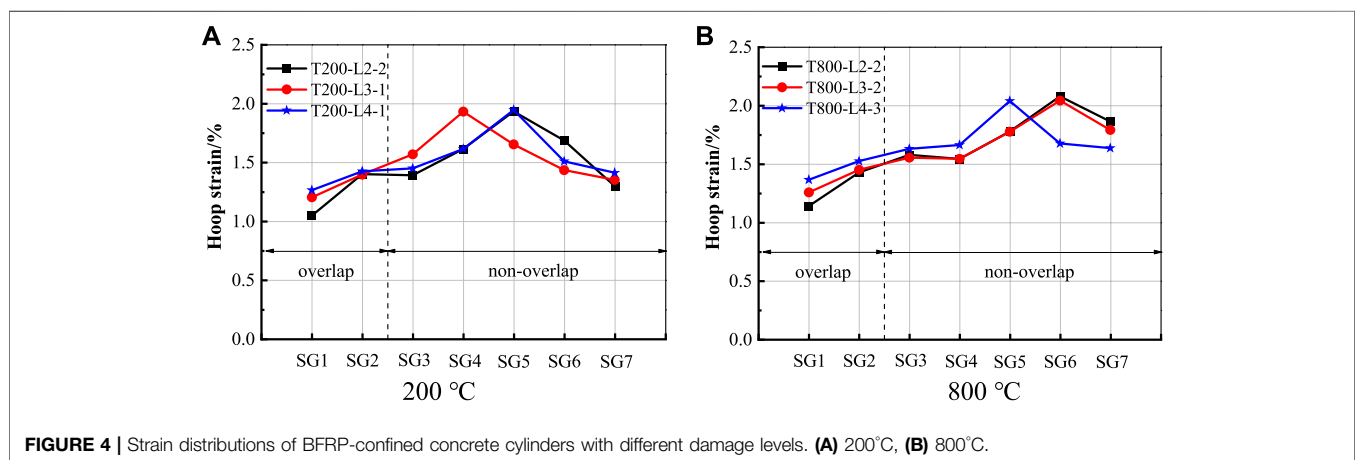 A
B
2.5
2.0
1.5
1.0
0.5
0.0
Hoop strain/%
T200-L2-2
T200-L3-1
T200-L4-1
overlap
non-overlap
SG1 SG2 SG3 SG4 SG5 SG6 SG7
200 °C
2.5
2.0
1.5
1.0
0.5
0.0
Hoop strain/%
T800-L2-2
T800-L3-2
T800-L4-3
overlap
non-overlap
SG1 SG2 SG3 SG4 SG5 SG6 SG7
800 °C
FIGURE 4 | Strain distributions of BFRP-confined concrete cylinders with different damage levels. (A) 200°C, (B) 800°C.